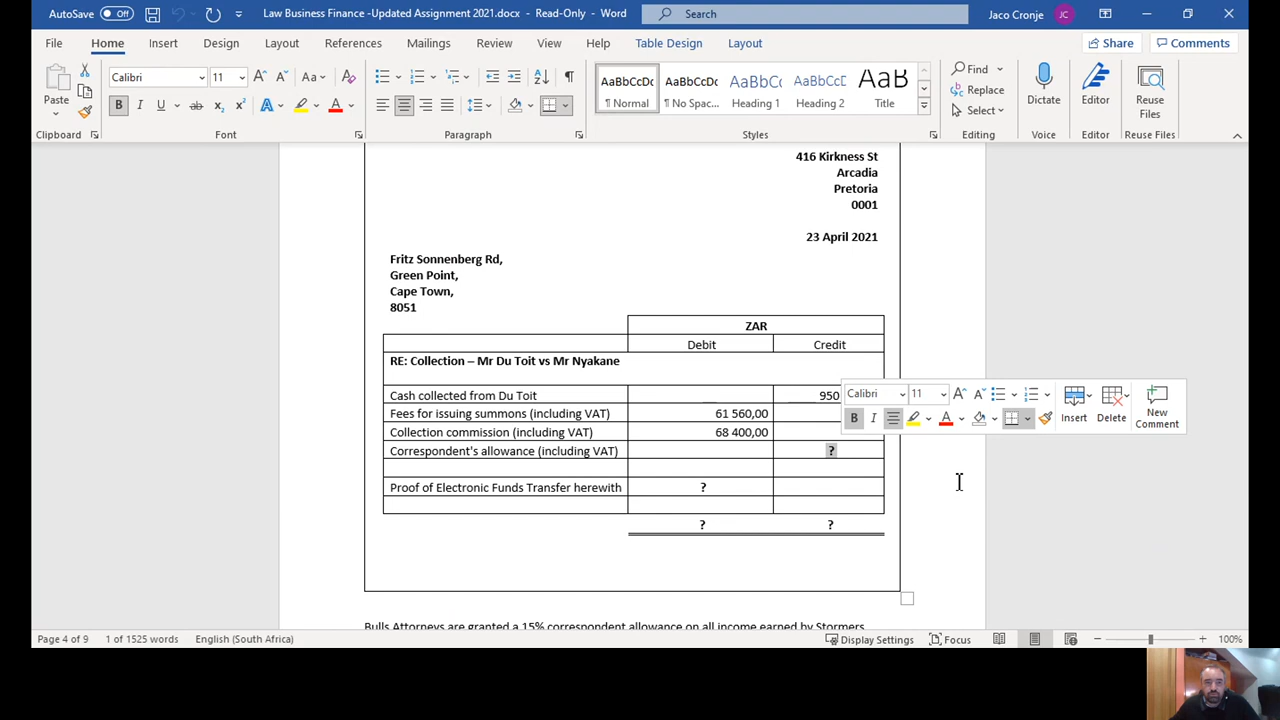 AutoSave Off
Law Business Finance -Updated Assignment 2021.docx - Read-Only - Word
Search
Jaco Cronje JC
File Home Insert Design Layout References Mailings Review View Help Table Design Layout Share Comments
Paste
Calibri 11
Clipboard Font Paragraph
AaBbCcDc ¶ Normal
AaBbCcDc ¶ No Spac...
AaBbC( Heading 1
AaBbCcD Heading 2
AaB Title
Styles
Find
Replace
Select
Editing
Dictate
Voice
Editor
Editor
Reuse Files
Reuse Files
416 Kirkness St
Arcadia
Pretoria
0001
23 April 2021
Fritz Sonnenberg Rd,
Green Point,
Cape Town,
8051
ZAR
Debit Credit
RE: Collection – Mr Du Toit vs Mr Nyakane
Cash collected from Du Toit 950
Fees for issuing summons (including VAT) 61 560,00
Collection commission (including VAT) 68 400,00
Correspondent's allowance (including VAT) ?
Proof of Electronic Funds Transfer herewith ?
? ?
Calibri 11
Insert Delete New Comment
Bulls Attorneys are granted a 15% correspondent allowance on all income earned by Stormers
Page 4 of 9 1 of 1525 words English (South Africa) Display Settings Focus 100%